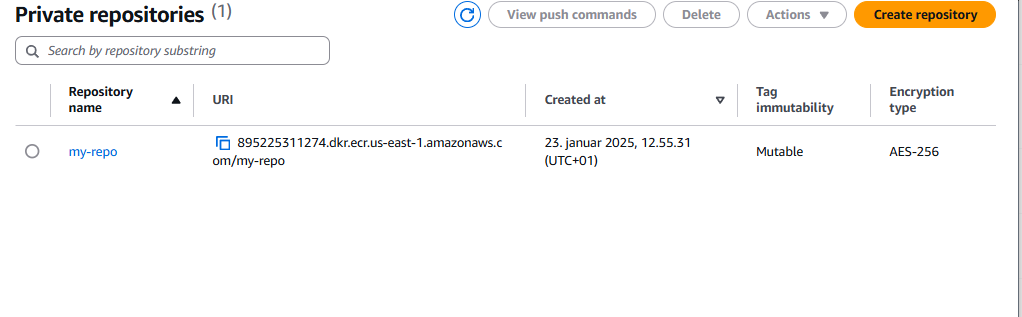 Private repositories (1)
View push commands
Delete
Actions
Create repository
Search by repository substring
Repository
name
URI
Created at
Tag
immutability
Encryption
type
my-repo
895225311274.dkr.ecr.us-east-1.amazonaws.c
om/my-repo
23. januar 2025, 12.55.31
(UTC+01)
Mutable
AES-256